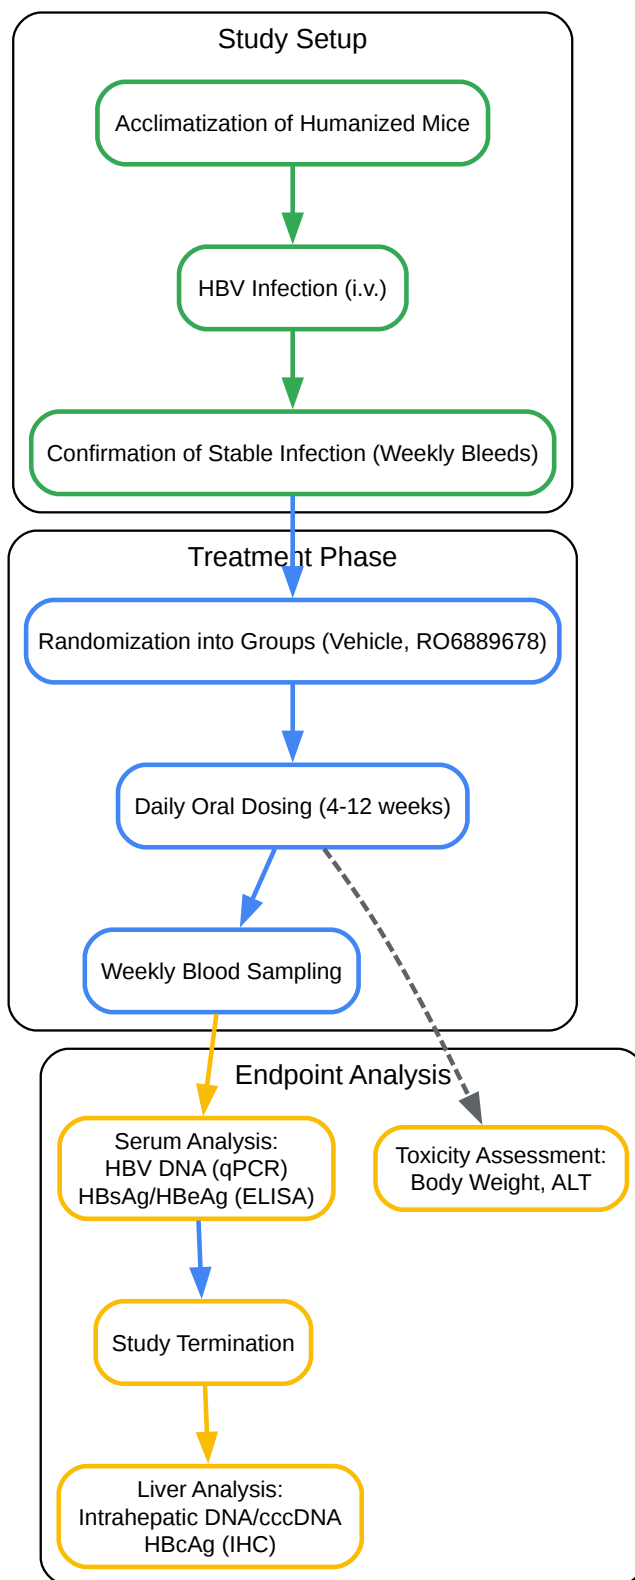 Study Setup
Acclimatization of Humanized Mice
HBV Infection (i.v.)
Confirmation of Stable Infection (Weekly Bleeds)
Treatment Phase
Randomization into Groups (Vehicle, RO6889678)
Daily Oral Dosing (4-12 weeks)
Weekly Blood Sampling
Endpoint Analysis
Serum Analysis:
HBV DNA (qPCR)
HBsAg/HBeAg (ELISA)
Toxicity Assessment:
Body Weight, ALT
Study Termination
Liver Analysis:
Intrahepatic DNA/cccDNA
HBcAg (IHC)